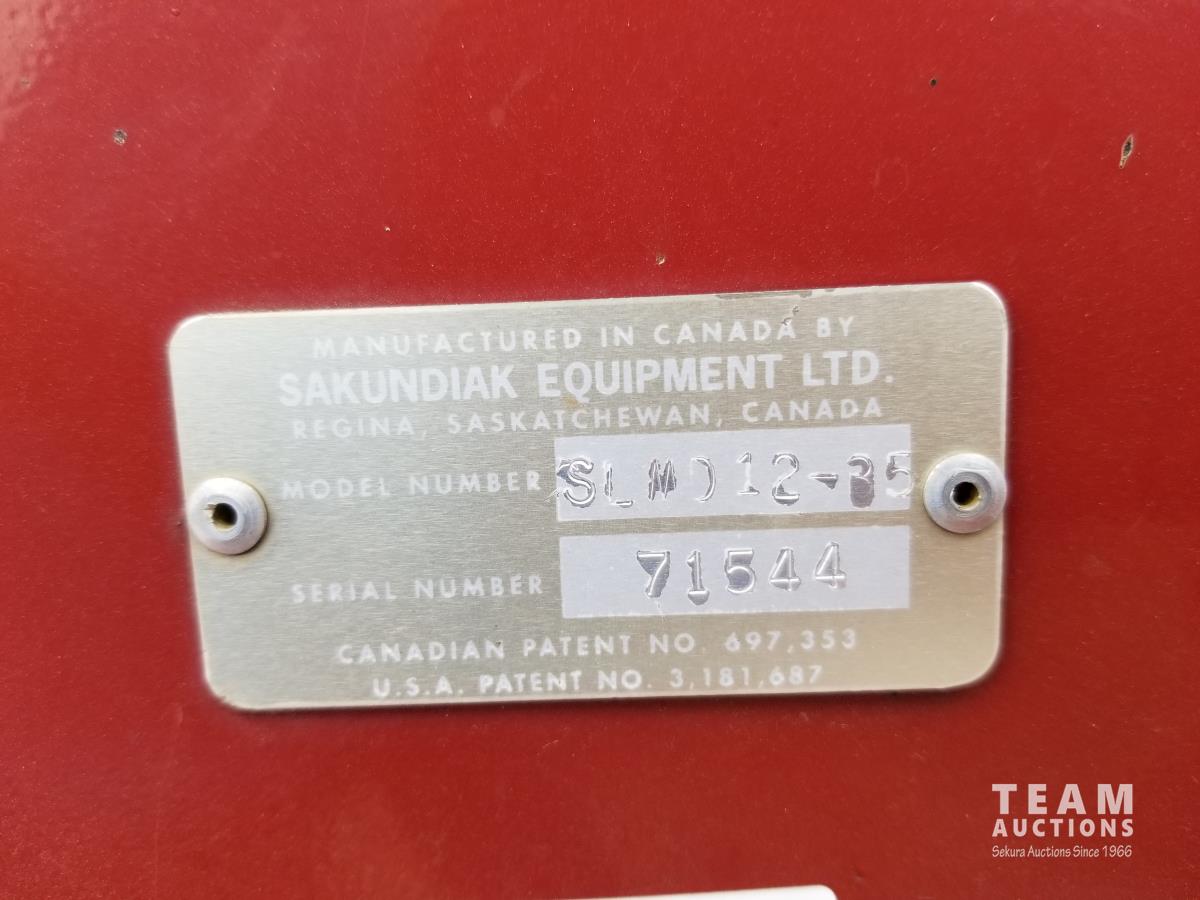 MANUFACTURED IN CANADA BY
SAKUNDIAK EQUIPMENT LTD.
REGINA, SASKATCHEWAN, CANADA
MODEL NUMBER SLMD12-85
SERIAL NUMBER 71544
CANADIAN PATENT NO. 697,353
U.S.A. PATENT NO. 3,181,687
TEAM
AUCTIONS
Sekura Auctions Since 1966